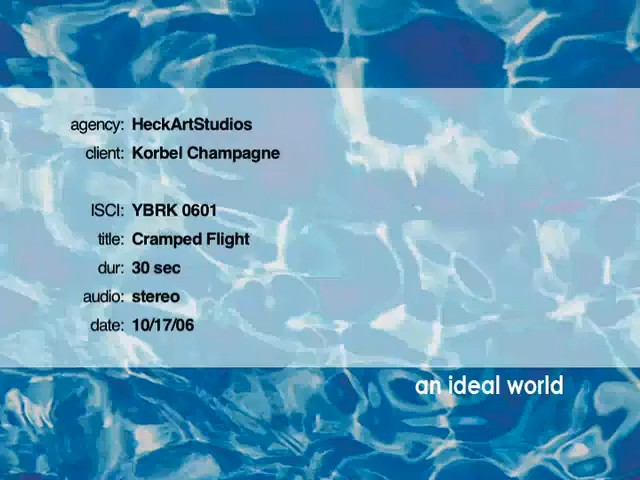 agency: HeckArtStudios
client: Korbel Champagne
ISCI: YBRK 0601
title: Cramped Flight
dur: 30 sec
audio: stereo
date: 10/17/06
an ideal world